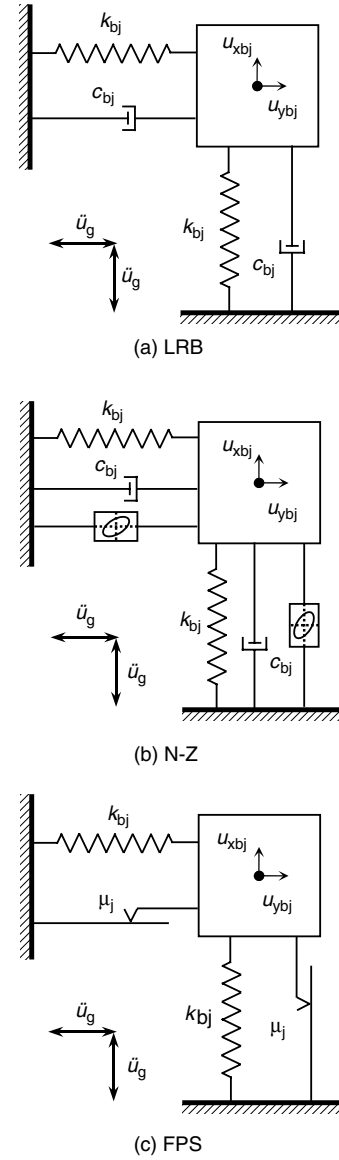 k_bj
u_xbj
c_bj
u_ybj
k_bj
c_bj
ü_g
ü_g
(a) LRB
k_bj
u_xbj
c_bj
u_ybj
k_bj
c_bj
ü_g
ü_g
(b) N-Z
k_bj
u_xbj
μ_j
u_ybj
k_bj
μ_j
ü_g
ü_g
(c) FPS